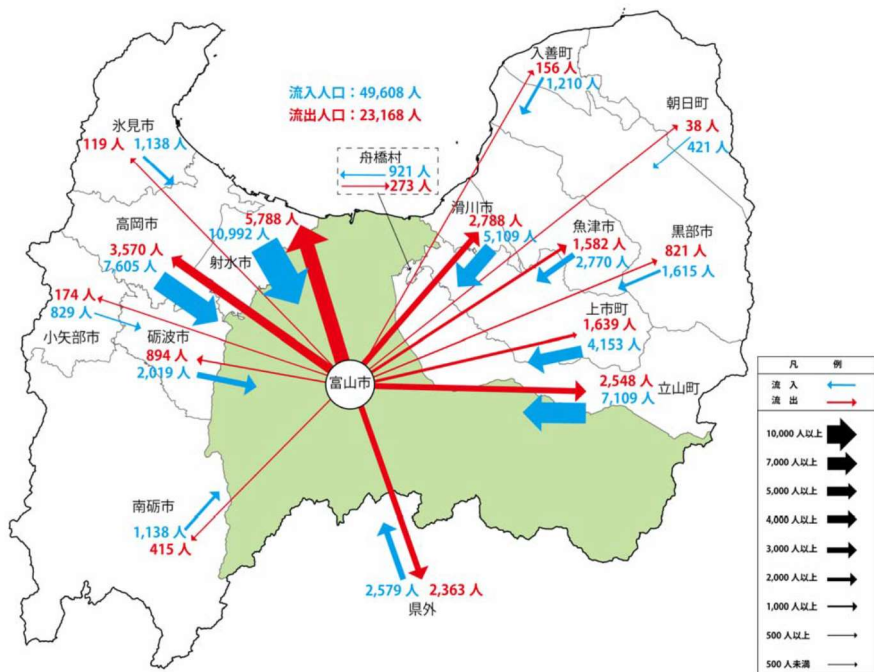 入善町
156 人
1,210 人
流入人口：49,608 人
流出人口：23,168 人
朝日町
38 人
421 人
氷見市
119 人 1,138 人
舟橋村
921 人
273 人
滑川市
2,788 人
5,109 人
高岡市
3,570 人
7,605 人
5,788 人
10,992 人
射水市
魚津市
1,582 人
2,770 人
黒部市
821 人
1,615 人
174 人
829 人
小矢部市
砺波市
894 人
2,019 人
上市町
1,639 人
4,153 人
富山市
2,548 人
7,109 人
立山町
南砺市
1,138 人
415 人
2,579 人 2,363 人
県外
凡 例
流 入
流 出
10,000 人以上
7,000 人以上
5,000 人以上
4,000 人以上
3,000 人以上
2,000 人以上
1,000 人以上
500 人以上
500 人未満